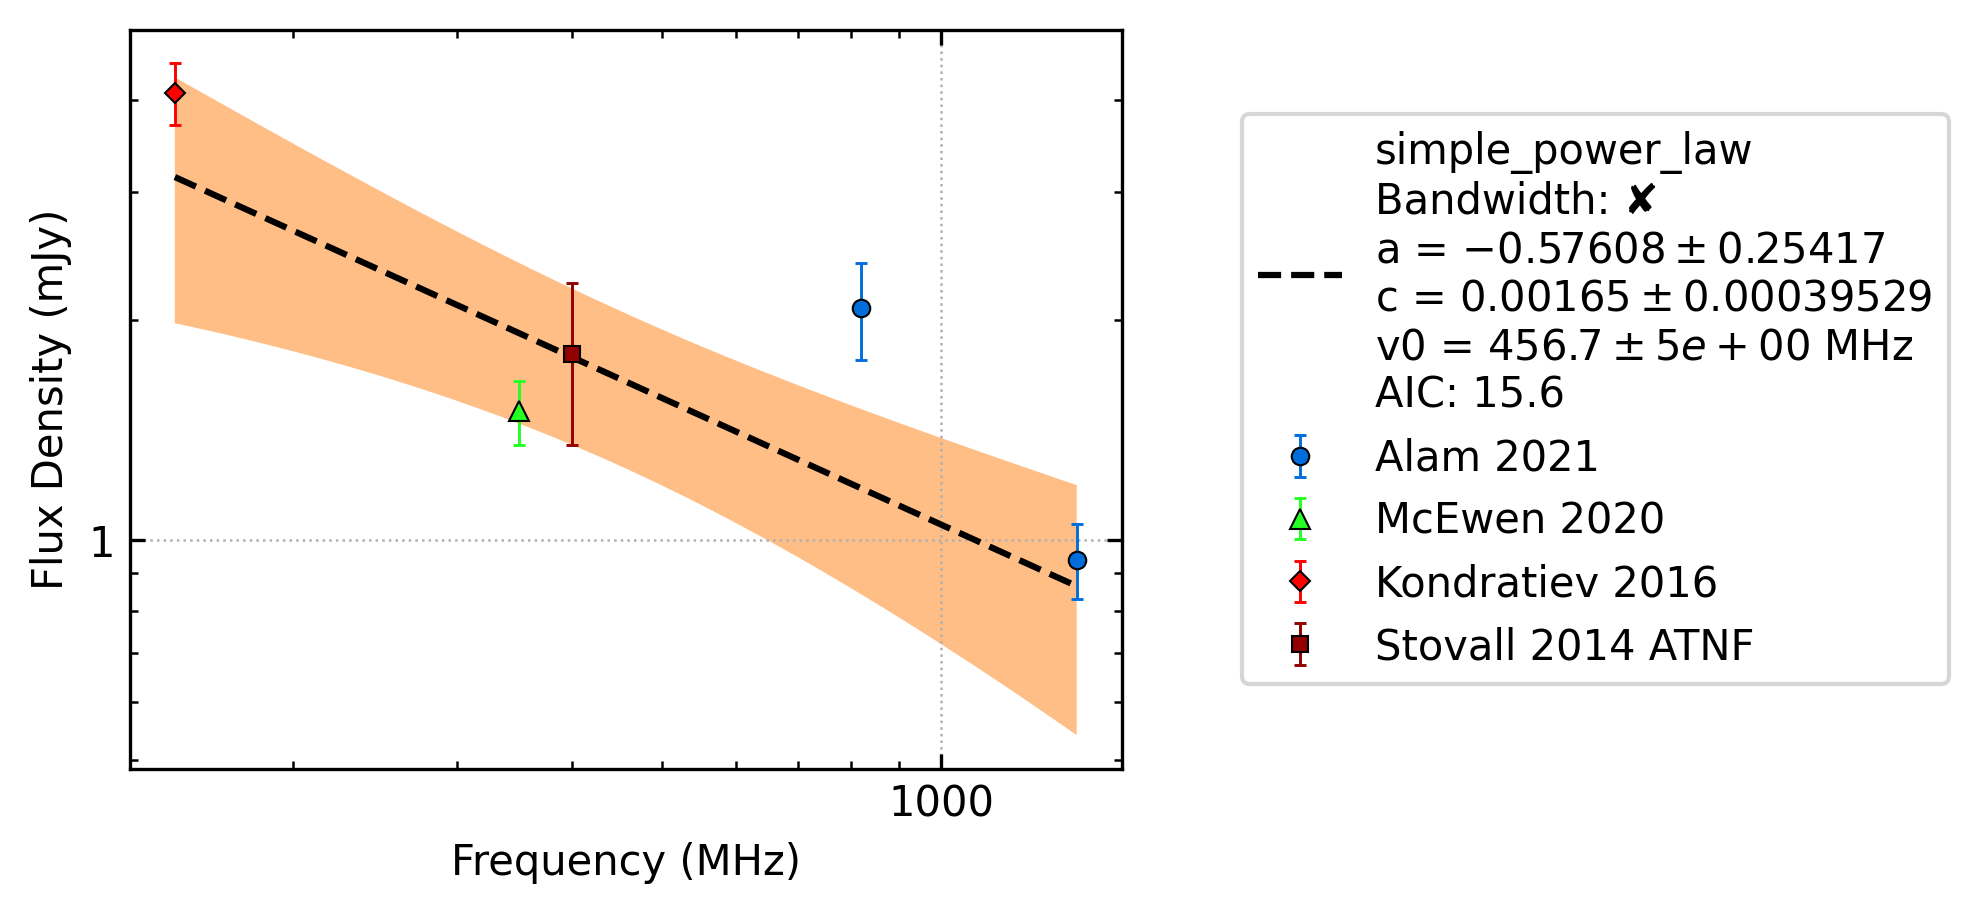 Flux Density (mJy)
1
1000
Frequency (MHz)
simple_power_law
Bandwidth: ✘
a = −0.57608 ± 0.25417
c = 0.00165 ± 0.00039529
v0 = 456.7 ± 5e + 00 MHz
AIC: 15.6
Alam 2021
McEwen 2020
Kondratiev 2016
Stovall 2014 ATNF